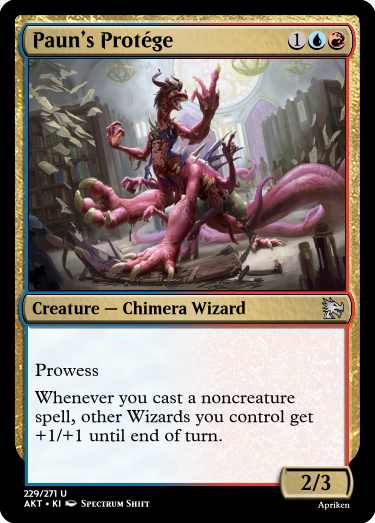 Paun's Protége
1
Creature — Chimera Wizard
Prowess
Whenever you cast a noncreature
spell, other Wizards you control get
+1/+1 until end of turn.
2/3
229/271 U
AKT • KI Spectrum Shift
Apriken